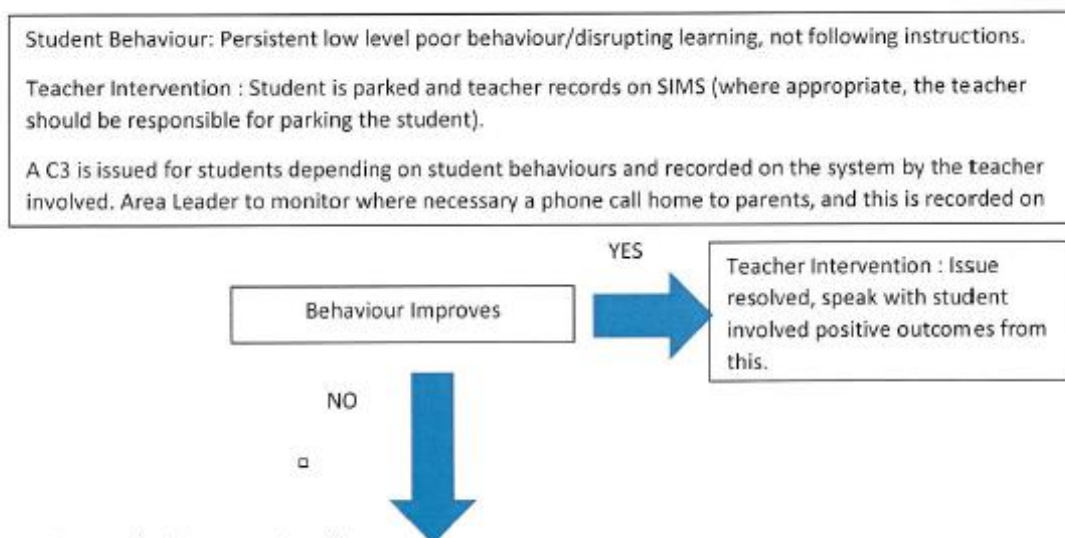 Student Behaviour: Persistent low level poor behaviour/disrupting learning, not following instructions.
Teacher Intervention : Student is parked and teacher records on SIMS (where appropriate, the teacher
should be responsible for parking the student).
A C3 is issued for students depending on student behaviours and recorded on the system by the teacher
involved. Area Leader to monitor where necessary a phone call home to parents, and this is recorded on
YES
Teacher Intervention : Issue
resolved, speak with student
involved positive outcomes from
this.
Behaviour Improves
NO